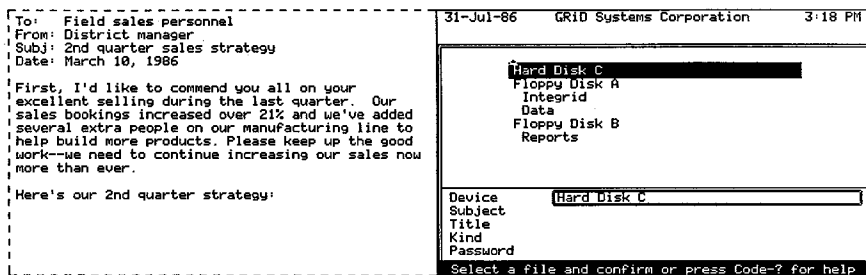 To:   Field sales personnel
From: District manager
Subj: 2nd quarter sales strategy
Date: March 10, 1986
First, I'd like to commend you all on your
excellent selling during the last quarter.  Our
sales bookings increased over 21% and we've added
several extra people on our manufacturing line to
help build more products. Please keep up the good
work--we need to continue increasing our sales now
more than ever.
Here's our 2nd quarter strategy:
31-Jul-86   GRiD Systems Corporation   3:18 PM
Hard Disk C
Floppy Disk A
Integrid
Data
Floppy Disk B
Reports
Device   Hard Disk C
Subject
Title
Kind
Password
Select a file and confirm or press Code-? for help